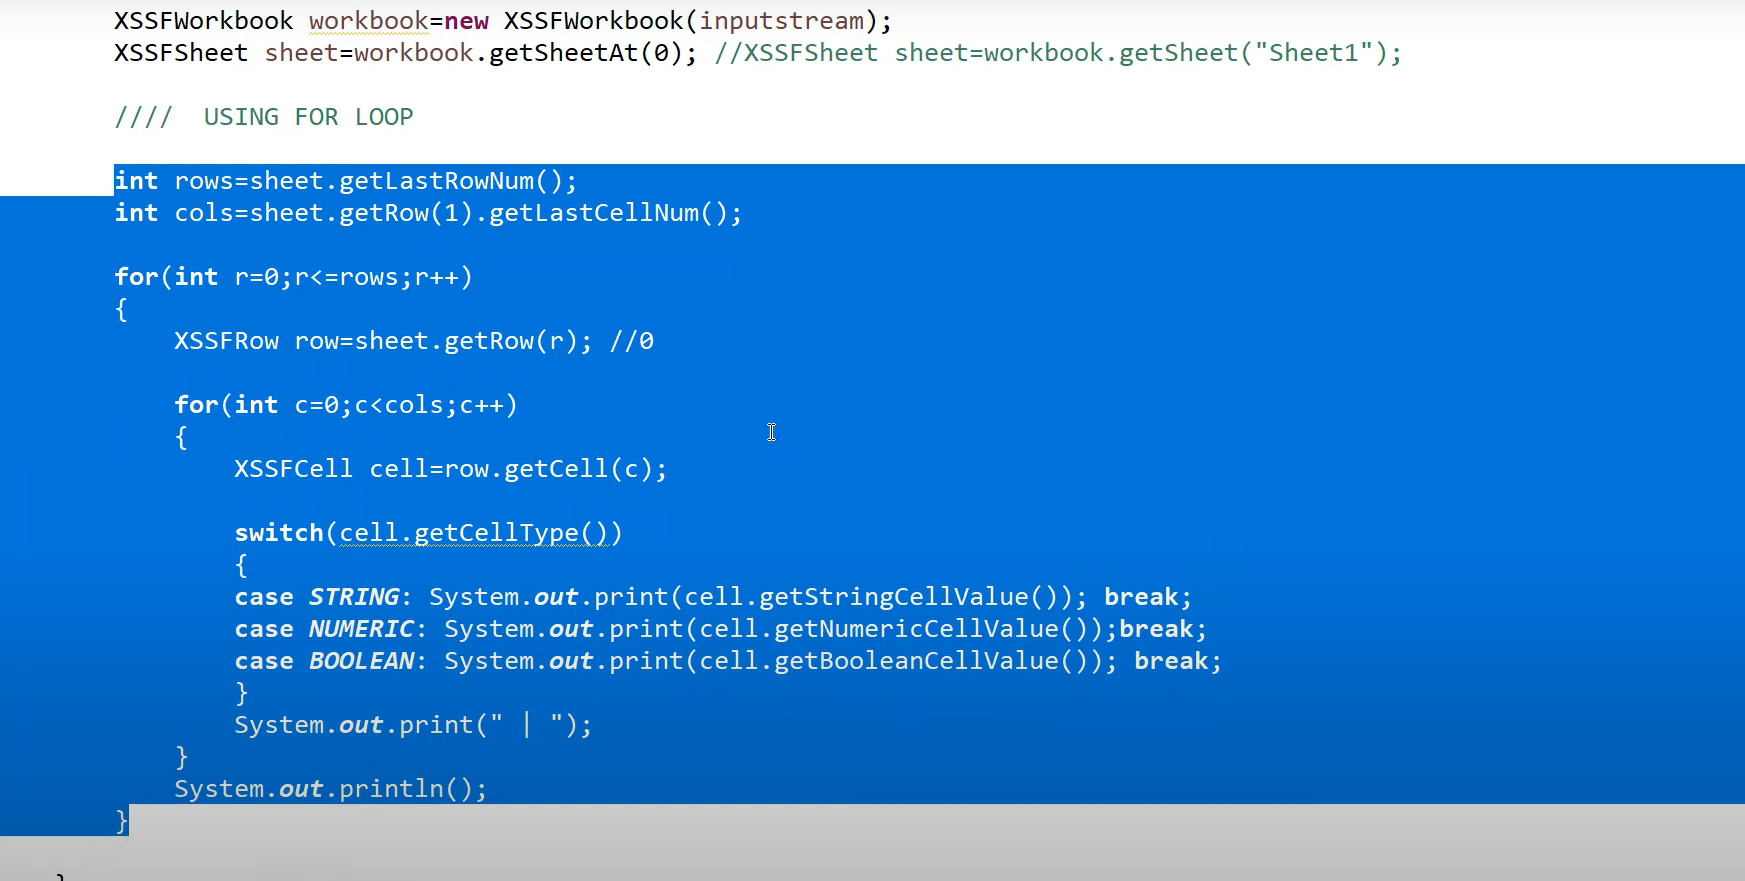 XSSFWorkbook workbook=new XSSFWorkbook(inputstream);
XSSFSheet sheet=workbook.getSheetAt(0); //XSSFSheet sheet=workbook.getSheet("Sheet1");
////  USING FOR LOOP
int rows=sheet.getLastRowNum();
int cols=sheet.getRow(1).getLastCellNum();
for(int r=0;r<=rows;r++)
{
XSSFRow row=sheet.getRow(r); //0
for(int c=0;c<cols;c++)
{
XSSFCell cell=row.getCell(c);
switch(cell.getCellType())
{
case STRING: System.out.print(cell.getStringCellValue()); break;
case NUMERIC: System.out.print(cell.getNumericCellValue());break;
case BOOLEAN: System.out.print(cell.getBooleanCellValue()); break;
}
System.out.print(" | ");
}
System.out.println();
}
}